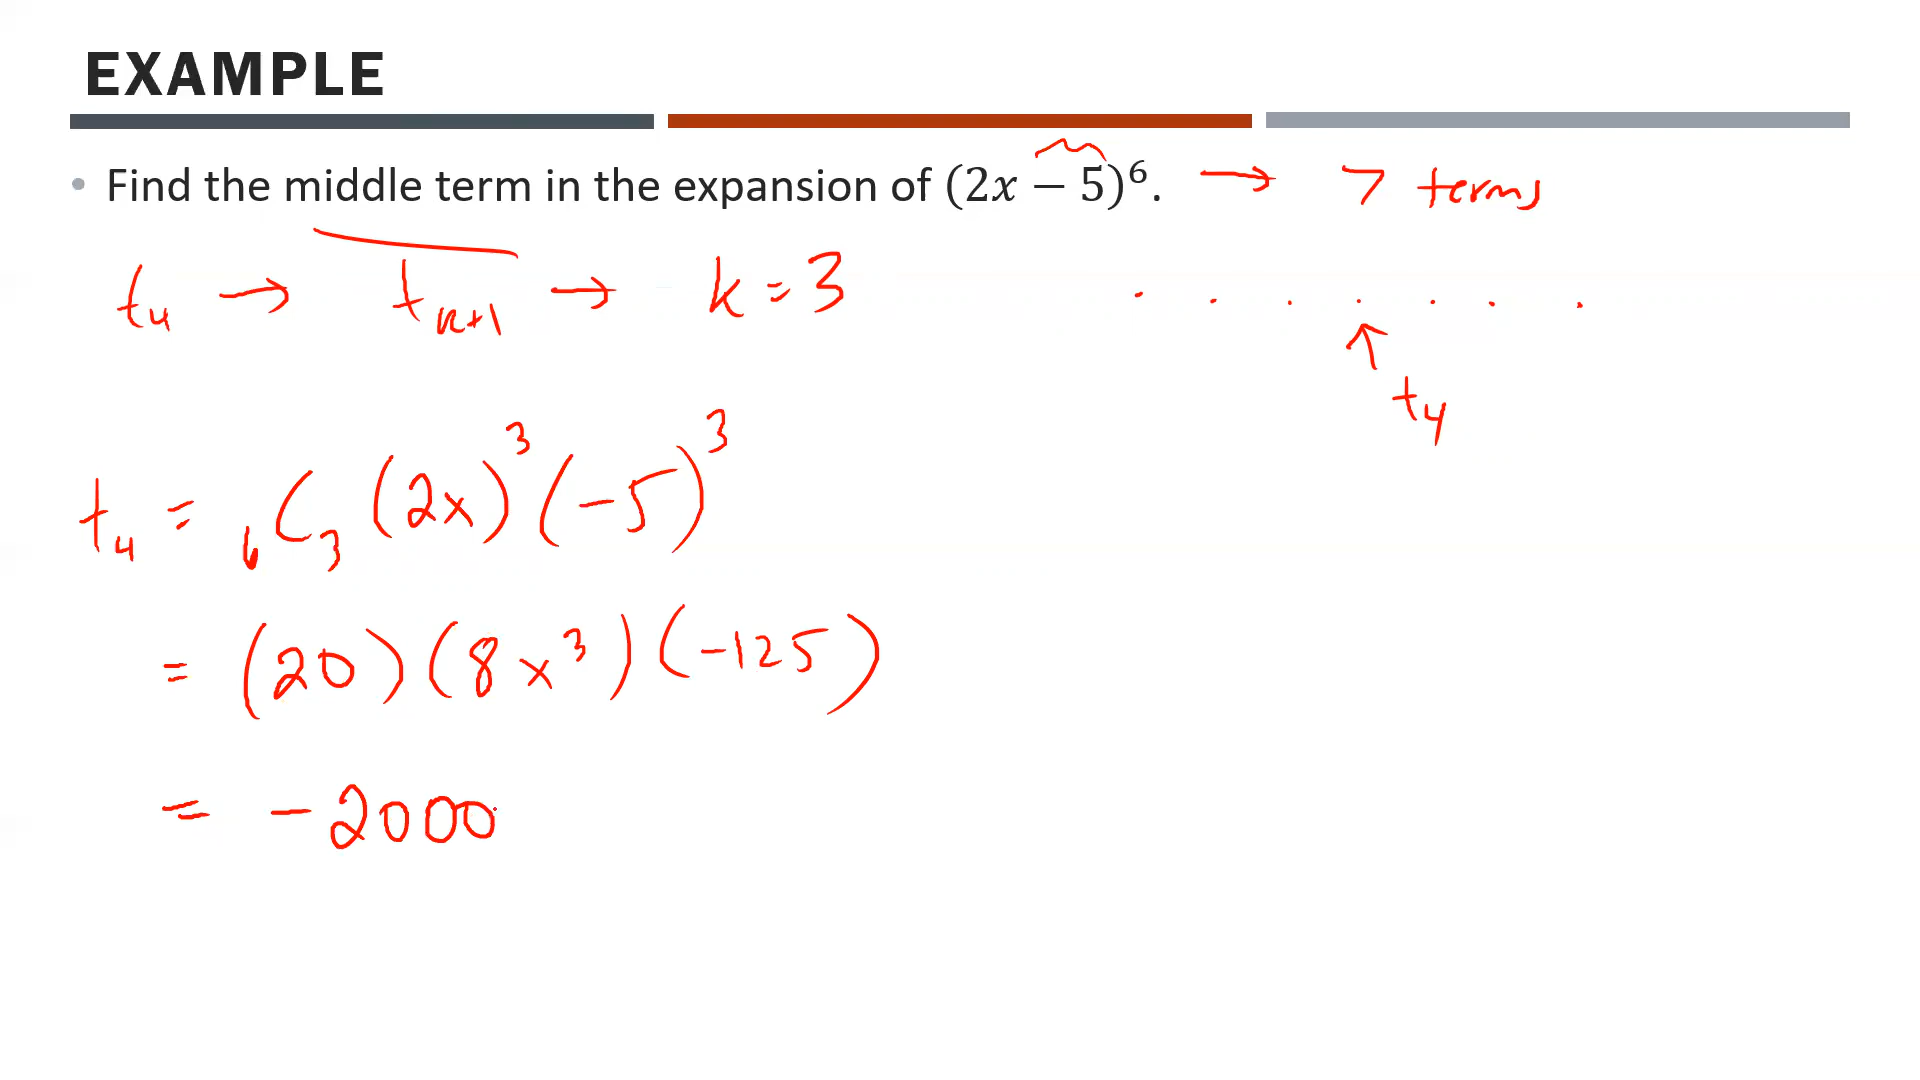 EXAMPLE
• Find the middle term in the expansion of (2x − 5)⁶. → 7 terms
t₄ → tₖ₊₁ → k = 3
. . . . . . .
↑
t₄
t₄ = ₆C₃ (2x)³ (−5)³
= (20)(8x³)(−125)
= −2000